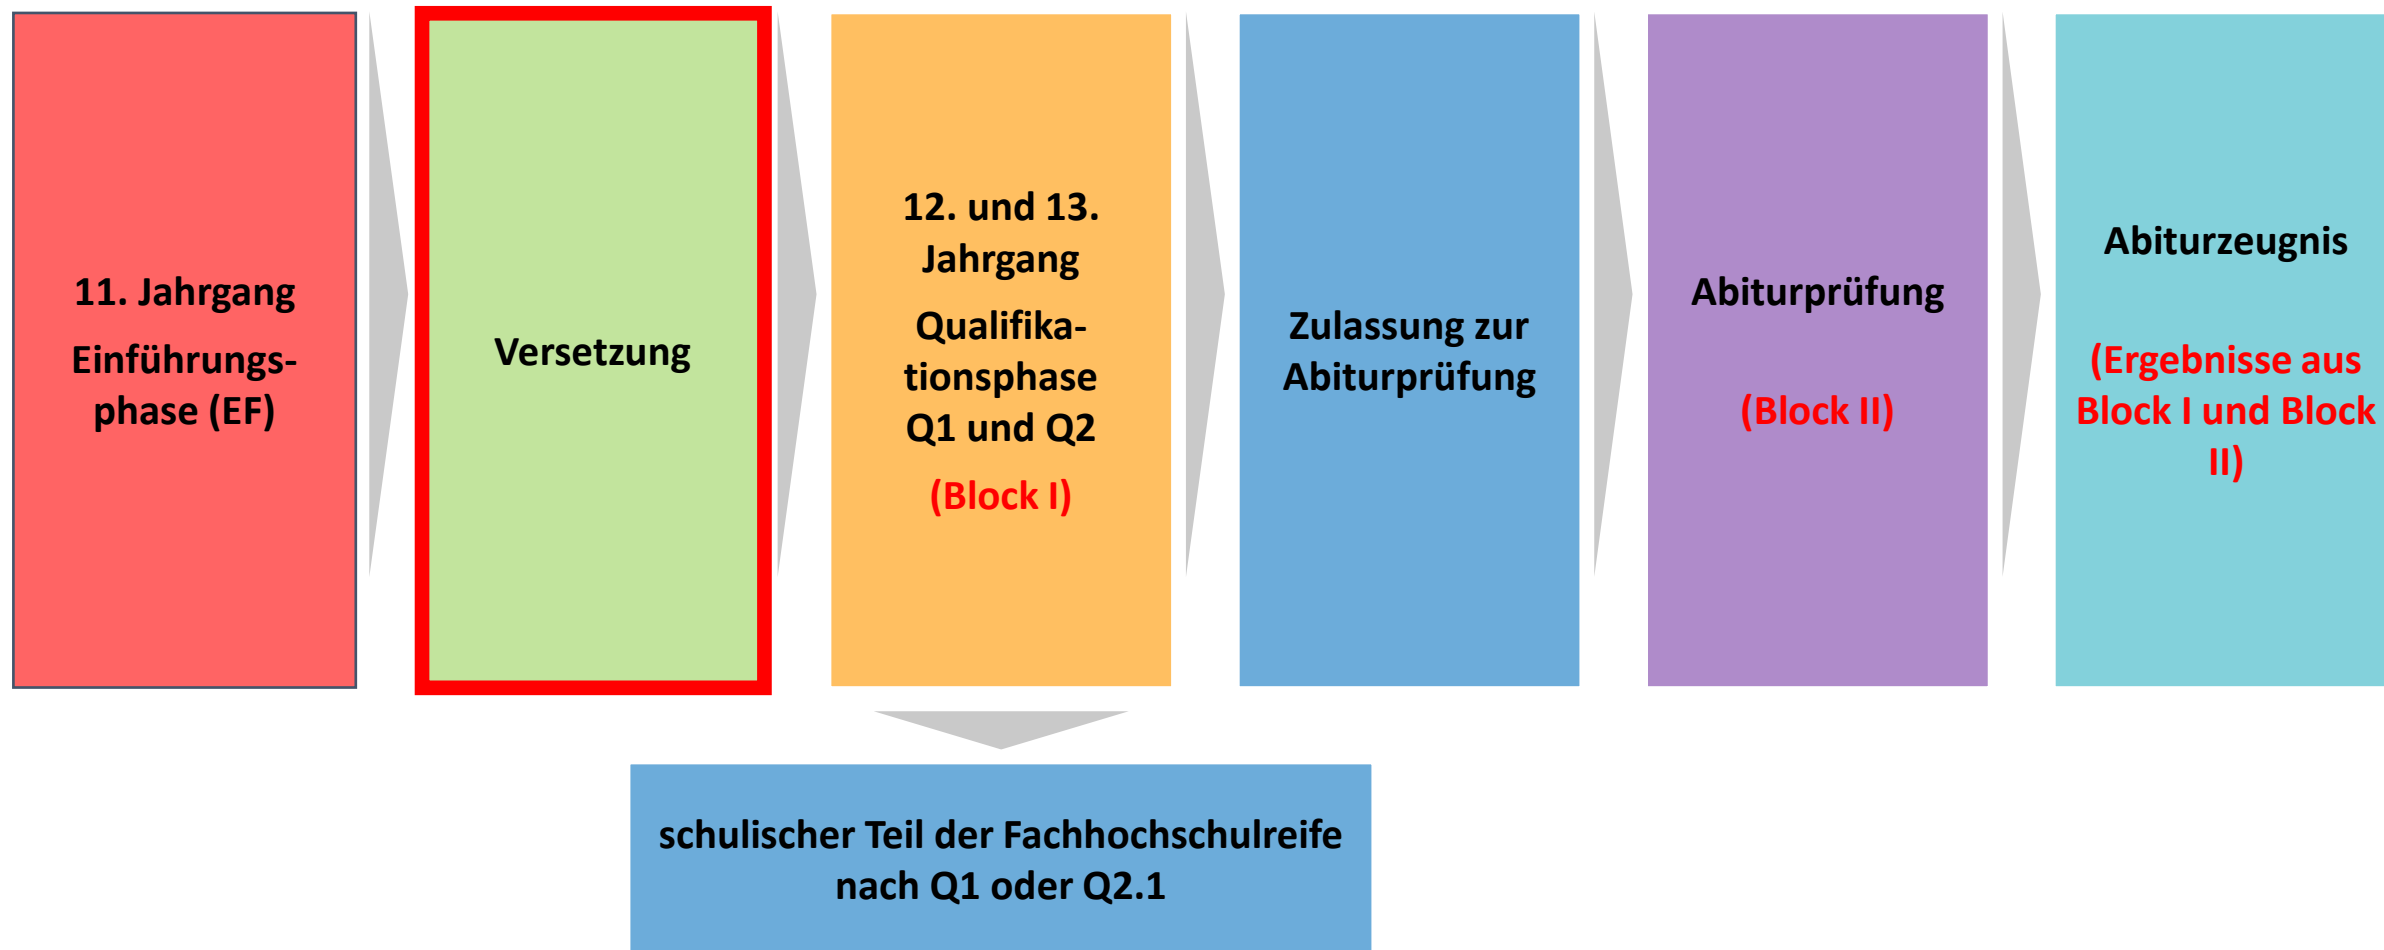 11. Jahrgang
Einführungs-
phase (EF)
Versetzung
12. und 13.
Jahrgang
Qualifika-
tionsphase
Q1 und Q2
(Block I)
Zulassung zur
Abiturprüfung
Abiturprüfung
(Block II)
Abiturzeugnis
(Ergebnisse aus
Block I und Block
II)
schulischer Teil der Fachhochschulreife
nach Q1 oder Q2.1